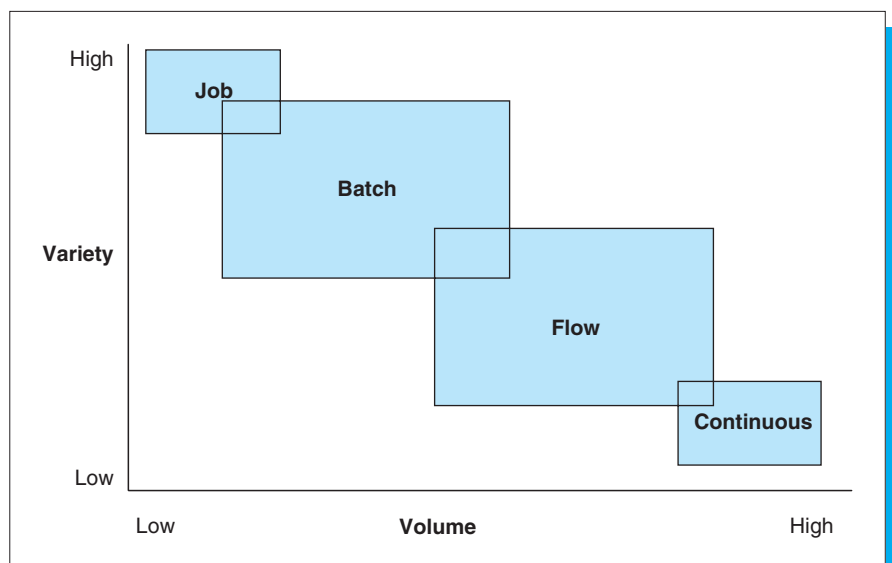 High
Job
Batch
Variety
Flow
Continuous
Low
Low Volume High